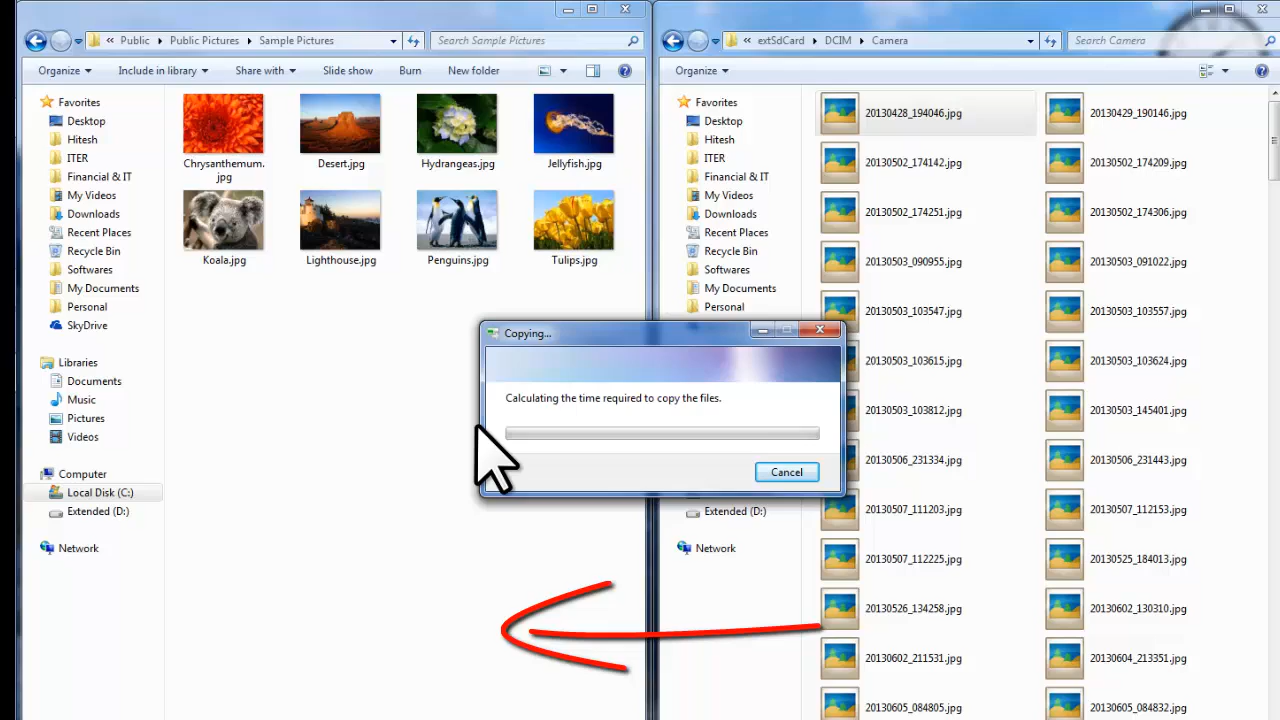 « Public Public Pictures Sample Pictures
Search Sample Pictures
Organize Include in library Share with Slide show Burn New folder
Favorites
Desktop
Hitesh
ITER
Financial & IT
My Videos
Downloads
Recent Places
Recycle Bin
Softwares
My Documents
Personal
SkyDrive
Libraries
Documents
Music
Pictures
Videos
Computer
Local Disk (C:)
Extended (D:)
Network
Chrysanthemum.
jpg
Desert.jpg
Hydrangeas.jpg
Jellyfish.jpg
Koala.jpg
Lighthouse.jpg
Penguins.jpg
Tulips.jpg
Copying...
Calculating the time required to copy the files.
Cancel
« extSdCard DCIM Camera
Search Camera
Organize
Favorites
Desktop
Hitesh
ITER
Financial & IT
My Videos
Downloads
Recent Places
Recycle Bin
Softwares
My Documents
Personal
Extended (D:)
Network
20130428_194046.jpg 20130429_190146.jpg
20130502_174142.jpg 20130502_174209.jpg
20130502_174251.jpg 20130502_174306.jpg
20130503_090955.jpg 20130503_091022.jpg
20130503_103547.jpg 20130503_103557.jpg
20130503_103615.jpg 20130503_103624.jpg
20130503_103812.jpg 20130503_145401.jpg
20130506_231334.jpg 20130506_231443.jpg
20130507_111203.jpg 20130507_112153.jpg
20130507_112225.jpg 20130525_184013.jpg
20130526_134258.jpg 20130602_130310.jpg
20130602_211531.jpg 20130604_213351.jpg
20130605_084805.jpg 20130605_084832.jpg